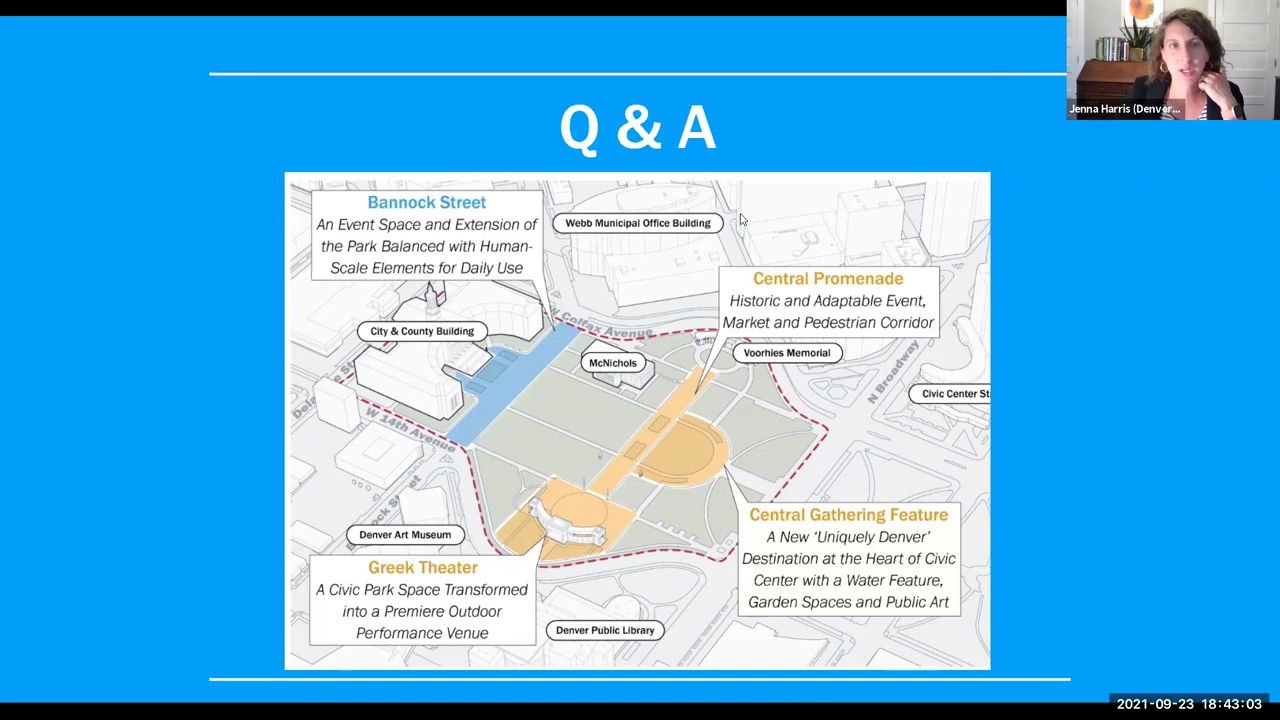 Jenna Harris (Denver...
Q & A
Bannock Street
An Event Space and Extension of
the Park Balanced with Human-
Scale Elements for Daily Use
Webb Municipal Office Building
Central Promenade
Historic and Adaptable Event,
Market and Pedestrian Corridor
City & County Building
W Colfax Avenue
McNichols
Voorhies Memorial
N Broadway
Civic Center St
W 14th Avenue
Denver Art Museum
Greek Theater
A Civic Park Space Transformed
into a Premiere Outdoor
Performance Venue
Denver Public Library
Central Gathering Feature
A New ‘Uniquely Denver’
Destination at the Heart of Civic
Center with a Water Feature,
Garden Spaces and Public Art
2021-09-23 18:43:03